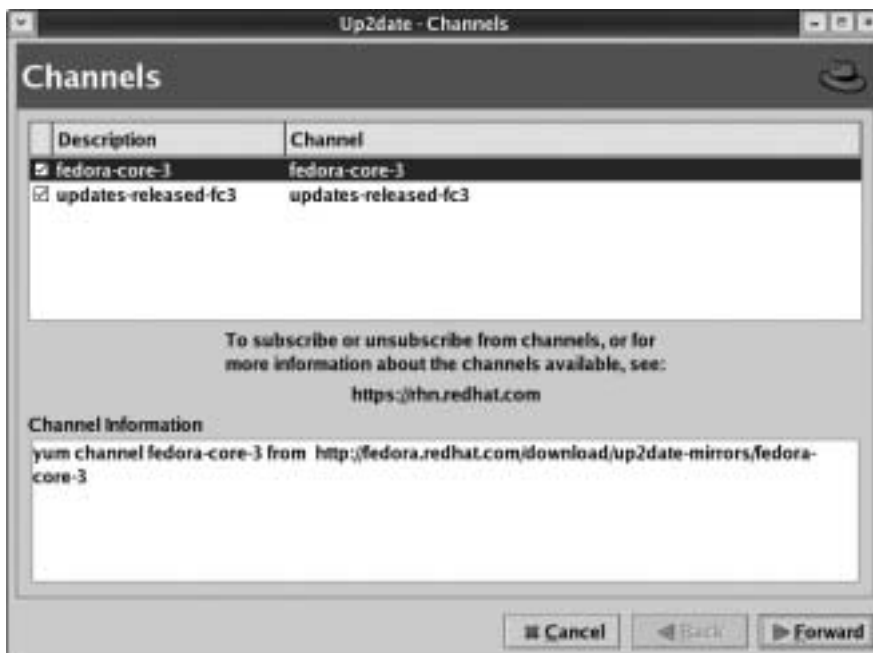 Up2date - Channels
Channels
Description Channel
fedora-core-3 fedora-core-3
updates-released-fc3 updates-released-fc3
To subscribe or unsubscribe from channels, or for
more information about the channels available, see:
https://rhn.redhat.com
Channel Information
yum channel fedora-core-3 from http://fedora.redhat.com/download/up2date-mirrors/fedora-
core-3
Cancel Back Forward